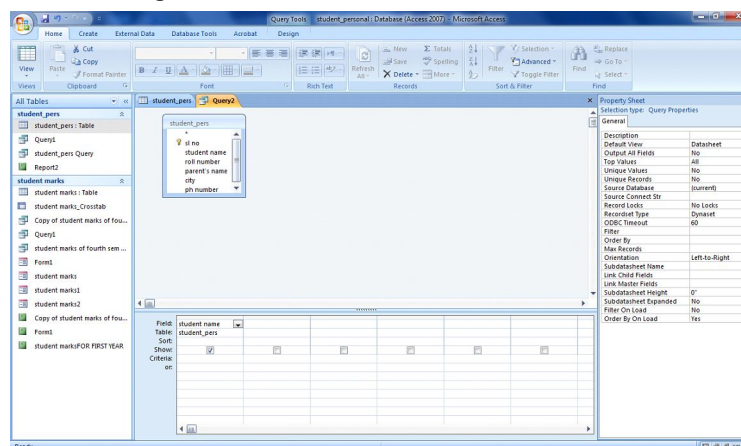 Query Tools student_personal : Database (Access 2007) - Microsoft Access
Home Create External Data Database Tools Acrobat Design
View
Paste
Cut
Copy
Format Painter
B I U A
Refresh All
New
Save
Delete
Totals
Spelling
More
Filter
Selection
Advanced
Toggle Filter
Find
Replace
Go To
Select
Views Clipboard Font Rich Text Records Sort & Filter Find
All Tables
student_pers
student_pers : Table
Query1
student_pers Query
Report2
student marks
student marks : Table
student marks_Crosstab
Copy of student marks of fou...
Query1
student marks of fourth sem ...
Form1
student marks
student marks1
student marks2
Copy of student marks of fou...
Form1
student marksFOR FIRST YEAR
student_pers Query2
student_pers
*
sl no
student name
roll number
parent's name
city
ph number
Field: student name
Table: student_pers
Sort:
Show:
Criteria:
or:
Property Sheet
Selection type: Query Properties
General
Description
Default View Datasheet
Output All Fields No
Top Values All
Unique Values No
Unique Records No
Source Database (current)
Source Connect Str
Record Locks No Locks
Recordset Type Dynaset
ODBC Timeout 60
Filter
Order By
Max Records
Orientation Left-to-Right
Subdatasheet Name
Link Child Fields
Link Master Fields
Subdatasheet Height 0"
Subdatasheet Expanded No
Filter On Load No
Order By On Load Yes